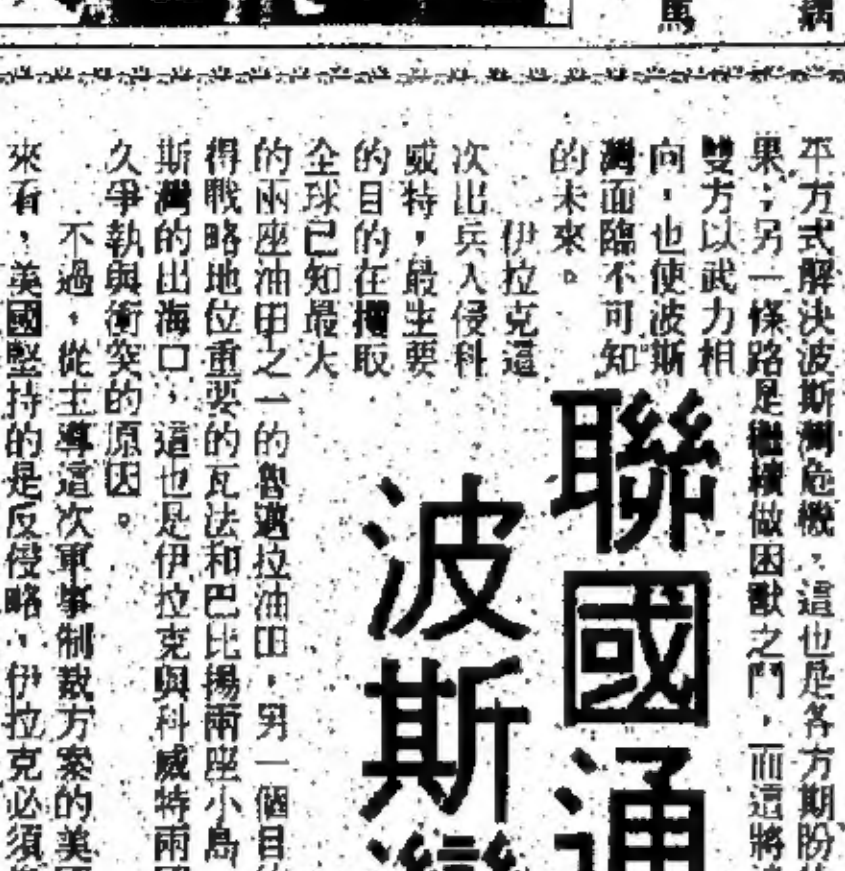 病
馬
聯國通
波斯灣
平方式解決波斯灣危機，這也是各方期盼
果；另一條路是繼續做困獸之鬥，而這將
雙方以武力相
向，也使波斯
灣面臨不可知
的未來。
伊拉克這
次出兵入侵科
威特，最主要
的目的在攫取
全球已知最大
的兩座油田之一的魯邁拉油田，另一個目
得戰略地位重要的瓦法和巴比揚兩座小島
斯灣的出海口，這也是伊拉克與科威特兩
久爭執與衝突的原因。
不過，從主導這次軍事制裁方案的美
來看，美國堅持的是反侵略，伊拉克必須